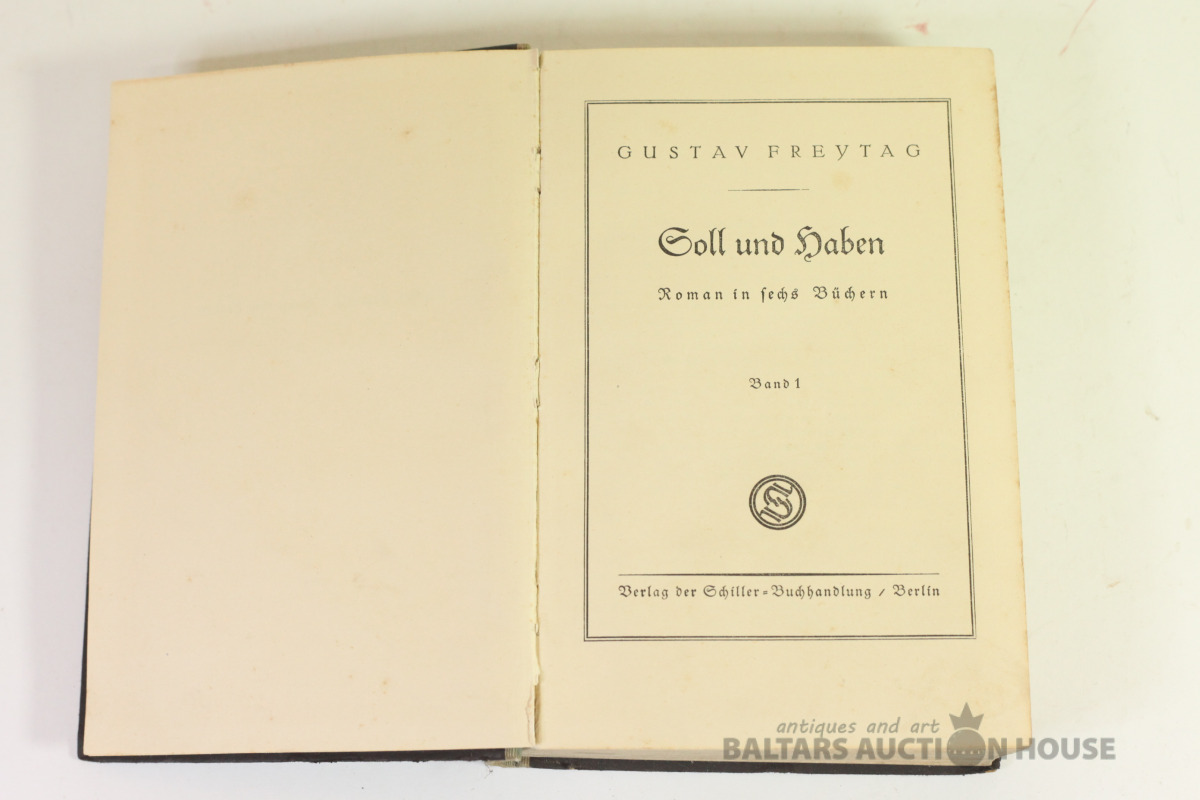 GUSTAV FREYTAG
Soll und Haben
Roman in ſechs Büchern
Band 1
Verlag der Schiller=Buchhandlung / Berlin
antiques and art
BALTARS AUCTION HOUSE